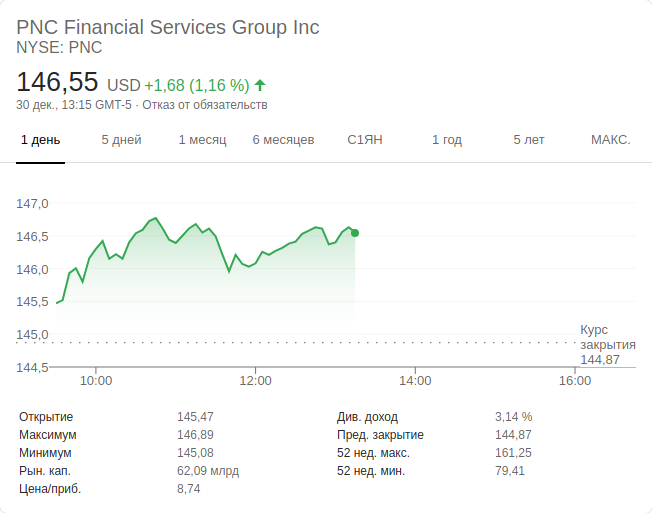 PNC Financial Services Group Inc
NYSE: PNC
146,55 USD +1,68 (1,16 %)
30 дек., 13:15 GMT-5 · Отказ от обязательств
1 день 5 дней 1 месяц 6 месяцев С1ЯН 1 год 5 лет МАКС.
147,0
146,5
146,0
145,5
145,0
Курс
закрытия
144,87
144,5
10:00 12:00 14:00 16:00
Открытие 145,47 Див. доход 3,14 %
Максимум 146,89 Пред. закрытие 144,87
Минимум 145,08 52 нед. макс. 161,25
Рын. кап. 62,09 млрд 52 нед. мин. 79,41
Цена/приб. 8,74